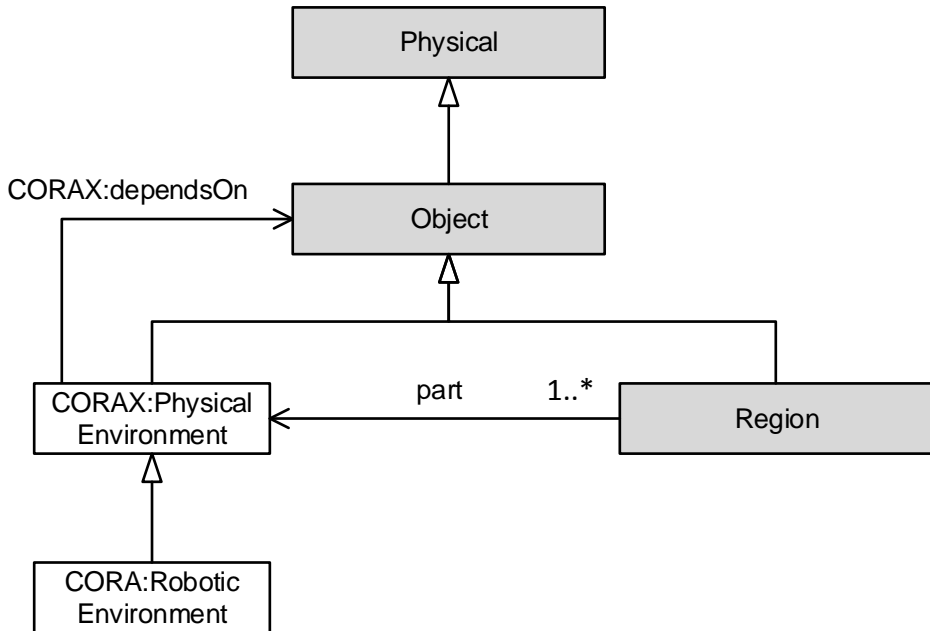 Physical
CORAX:dependsOn
Object
CORAX:Physical
Environment
part
1..*
Region
CORA:Robotic
Environment